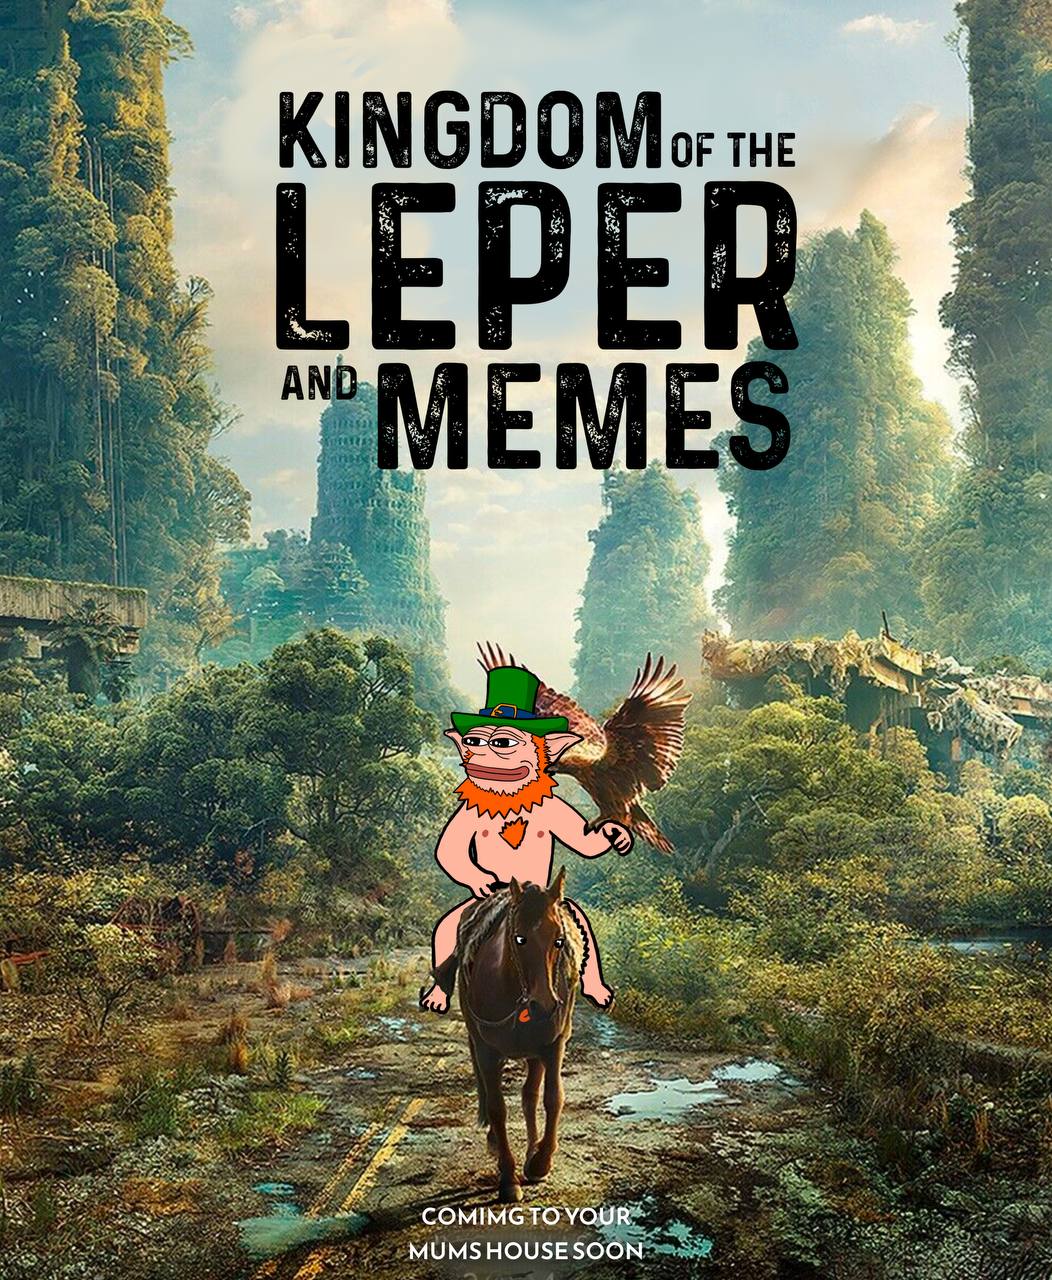 KINGDOM OF THE
LEPER
AND MEMES
COMIMG TO YOUR
MUMS HOUSE SOON